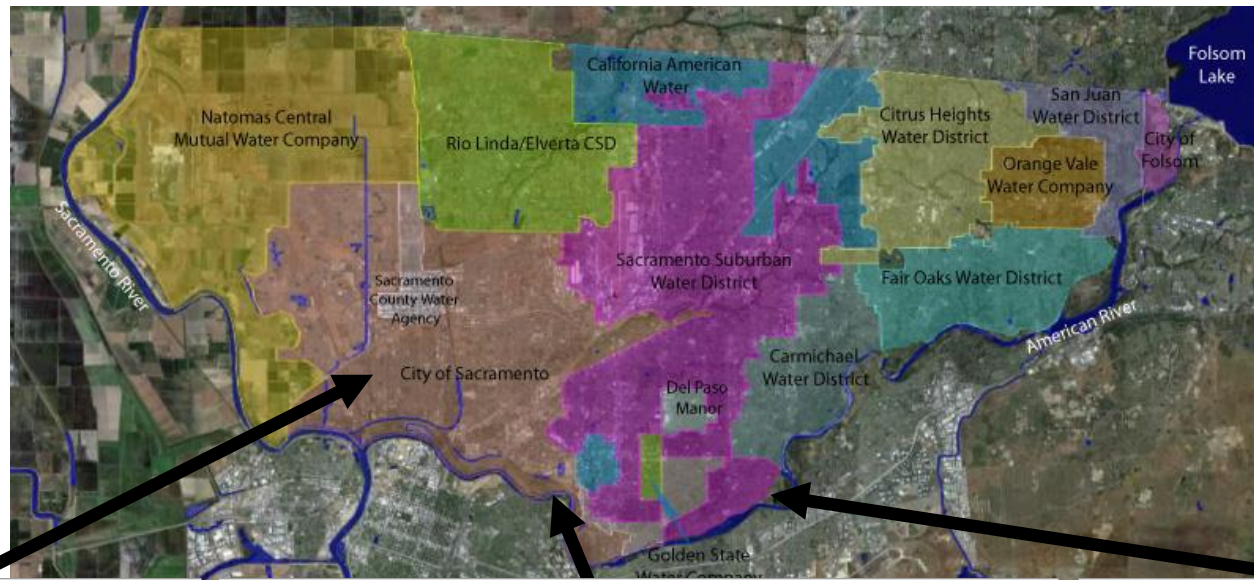 Folsom
Lake
California American
Water
San Juan
Water District
Natomas Central
Mutual Water Company
Citrus Heights
Water District
City of
Folsom
Rio Linda/Elverta CSD
Orange Vale
Water Company
Sacramento River
Sacramento Suburban
Water District
Fair Oaks Water District
Sacramento
County Water
Agency
American River
Carmichael
Water District
City of Sacramento
Del Paso
Manor
Golden State
Water Company